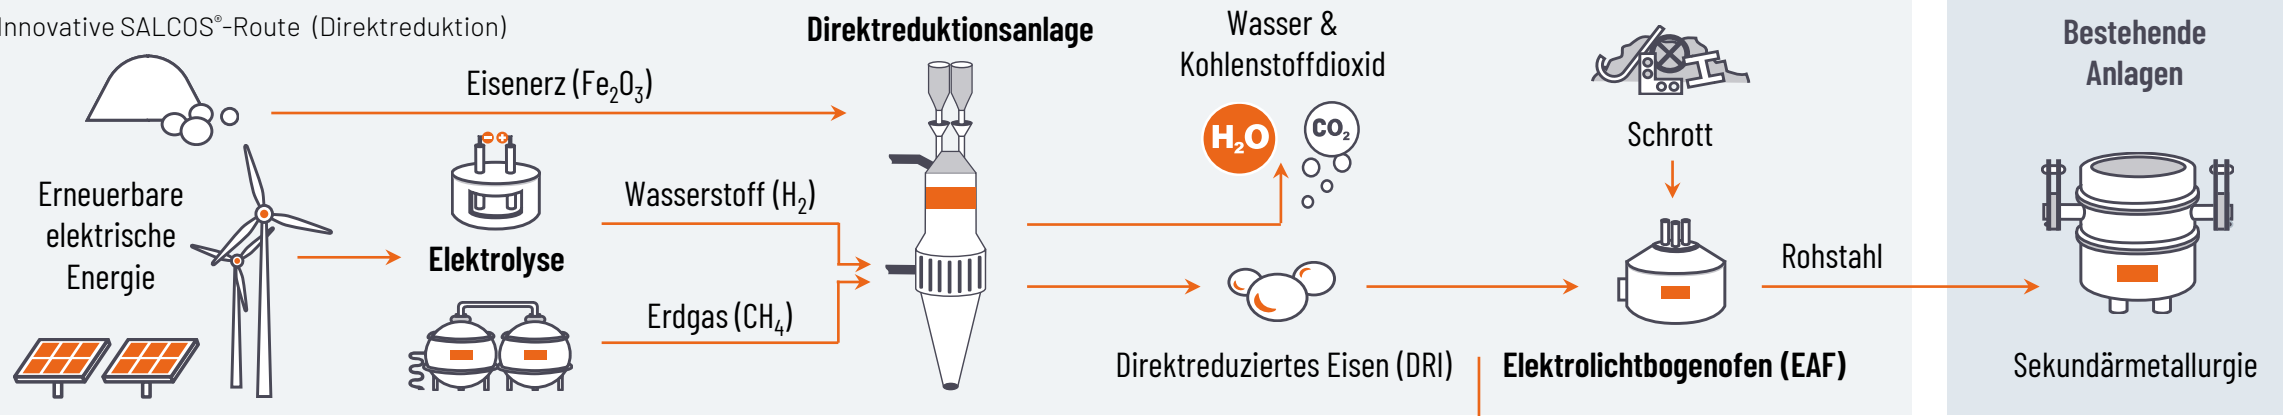 Innovative SALCOS®-Route (Direktreduktion)
Eisenerz (Fe₂O₃)
Erneuerbare
elektrische
Energie
Elektrolyse
Wasserstoff (H₂)
Erdgas (CH₄)
Direktreduktionsanlage
Wasser &
Kohlenstoffdioxid
H₂O
CO₂
Direktreduziertes Eisen (DRI)
Schrott
Elektrolichtbogenofen (EAF)
Rohstahl
Bestehende
Anlagen
Sekundärmetallurgie